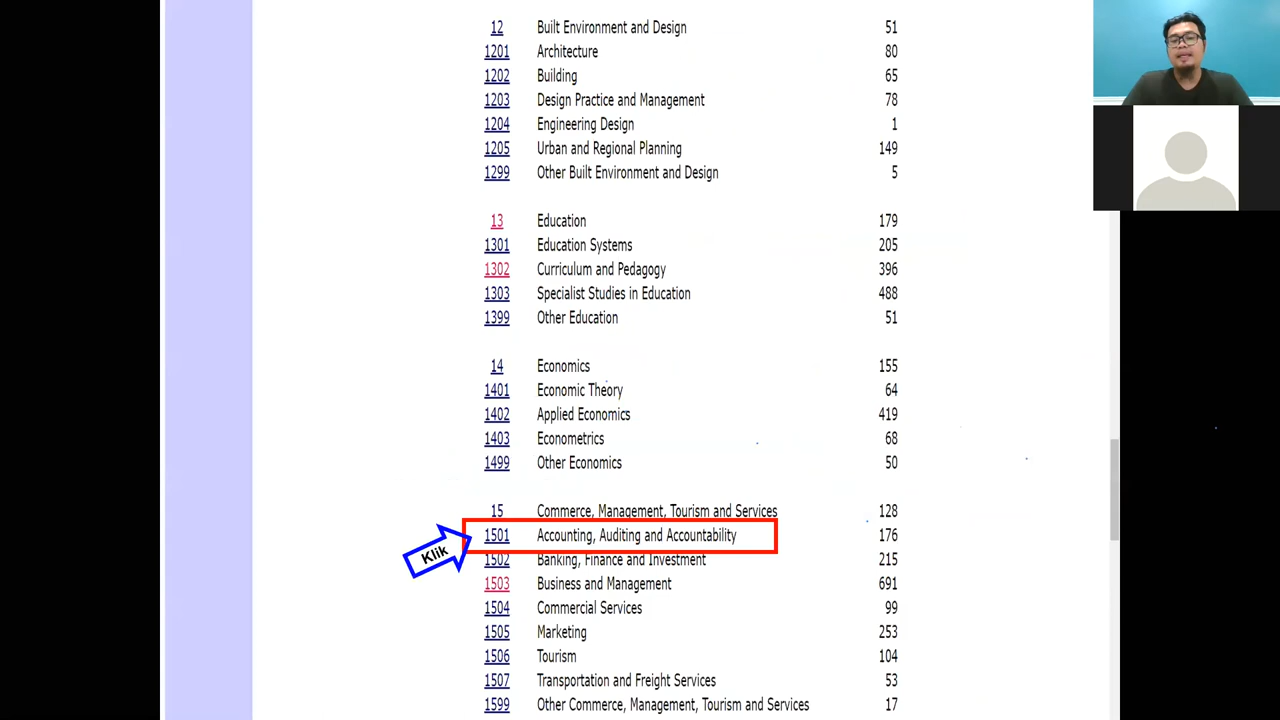 12 Built Environment and Design 51
1201 Architecture 80
1202 Building 65
1203 Design Practice and Management 78
1204 Engineering Design 1
1205 Urban and Regional Planning 149
1299 Other Built Environment and Design 5
13 Education 179
1301 Education Systems 205
1302 Curriculum and Pedagogy 396
1303 Specialist Studies in Education 488
1399 Other Education 51
14 Economics 155
1401 Economic Theory 64
1402 Applied Economics 419
1403 Econometrics 68
1499 Other Economics 50
15 Commerce, Management, Tourism and Services 128
Klik
1501 Accounting, Auditing and Accountability 176
1502 Banking, Finance and Investment 215
1503 Business and Management 691
1504 Commercial Services 99
1505 Marketing 253
1506 Tourism 104
1507 Transportation and Freight Services 53
1599 Other Commerce, Management, Tourism and Services 17